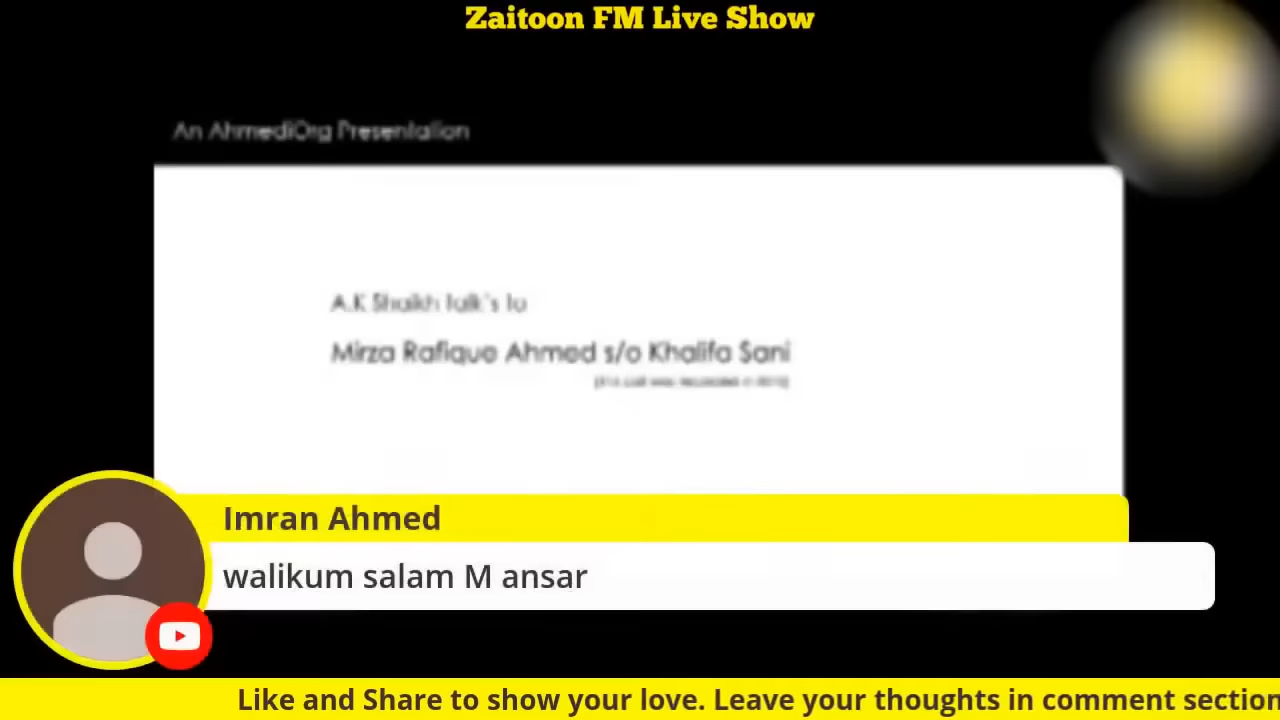 Zaitoon FM Live Show
An AhmediOrg Presentation
A.K Shaikh talk's to
Mirza Rafique Ahmed s/o Khalifa Sani
Imran Ahmed
walikum salam M ansar
Like and Share to show your love. Leave your thoughts in comment section